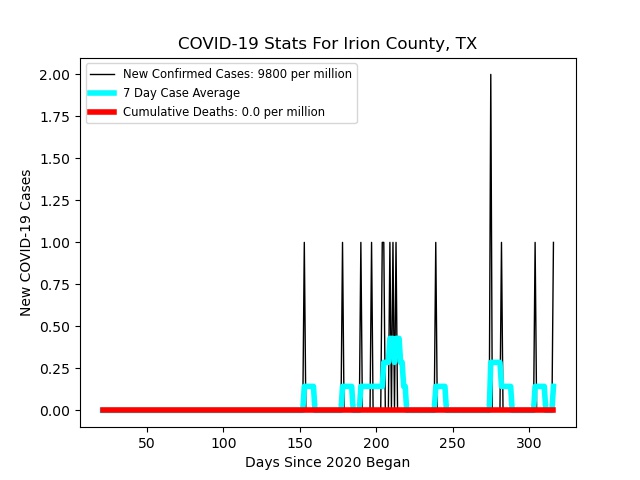 COVID-19 Stats For Irion County, TX
New Confirmed Cases: 9800 per million
7 Day Case Average
Cumulative Deaths: 0.0 per million
New COVID-19 Cases
2.00
1.75
1.50
1.25
1.00
0.75
0.50
0.25
0.00
50 100 150 200 250 300
Days Since 2020 Began